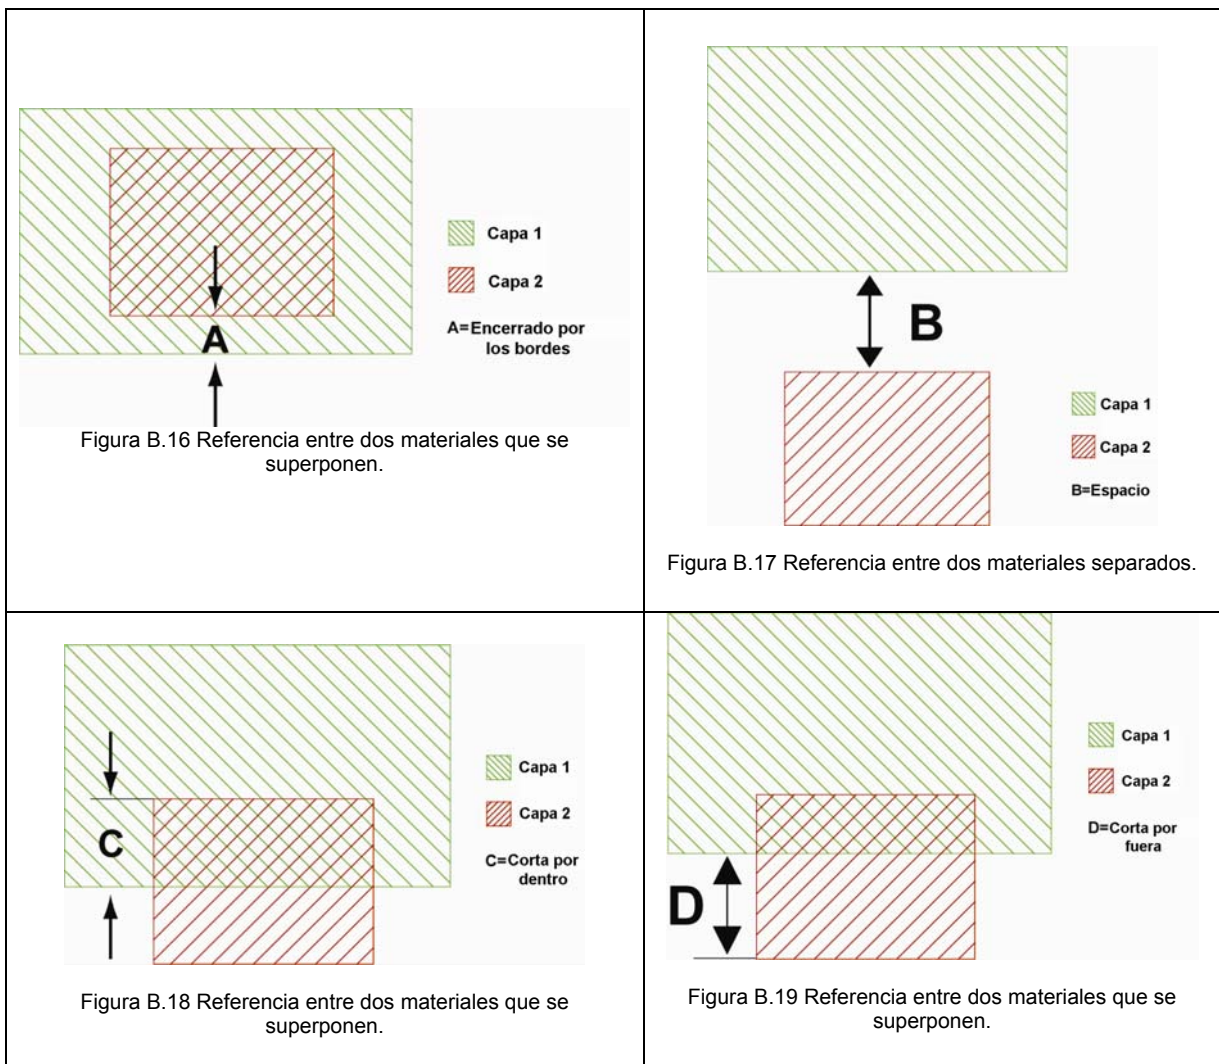 Capa 1
Capa 2
A=Encerrado por
los bordes
A
Figura B.16 Referencia entre dos materiales que se
superponen.
B
Capa 1
Capa 2
B=Espacio
Figura B.17 Referencia entre dos materiales separados.
Capa 1
Capa 2
C
C=Corta por
dentro
Figura B.18 Referencia entre dos materiales que se
superponen.
Capa 1
Capa 2
D=Corta por
fuera
D
Figura B.19 Referencia entre dos materiales que se
superponen.